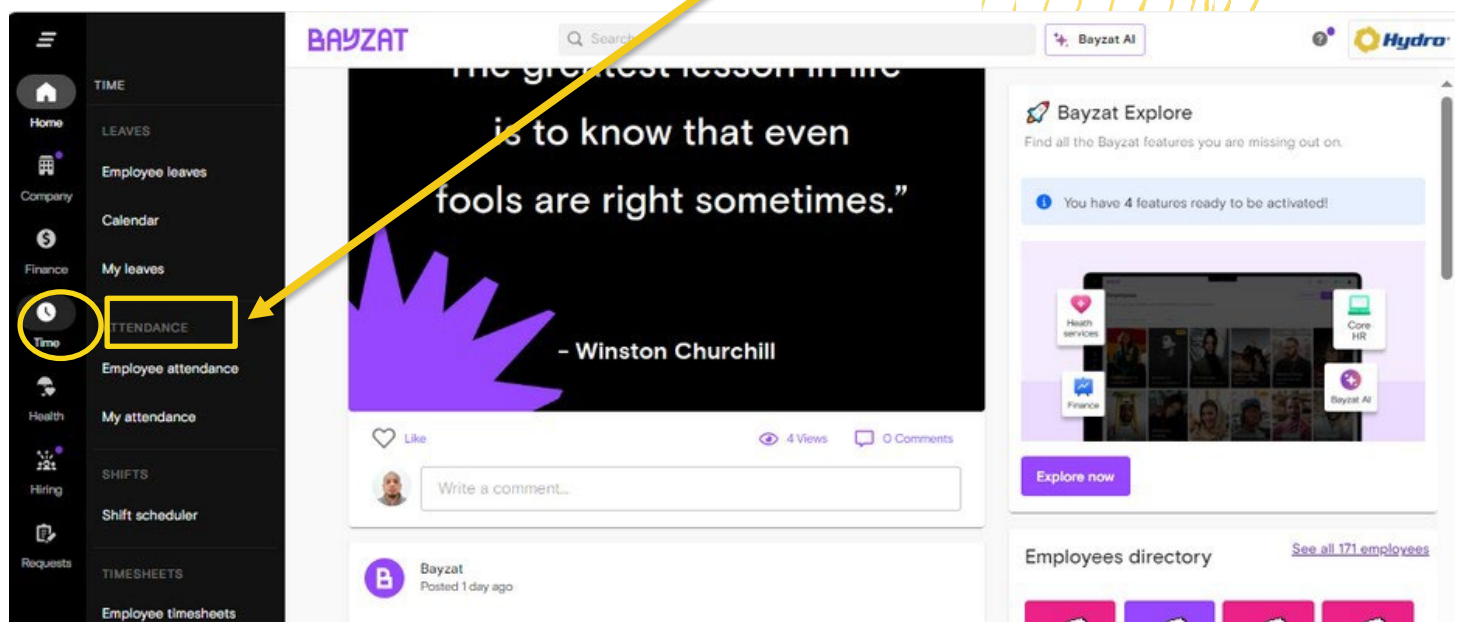 BAYZAT
Search
Bayzat AI
Hydro
Home
Company
Finance
Time
Health
Hiring
Requests
TIME
LEAVES
Employee leaves
Calendar
My leaves
ATTENDANCE
Employee attendance
My attendance
SHIFTS
Shift scheduler
TIMESHEETS
Employee timesheets
The greatest lesson in life
is to know that even
fools are right sometimes.”
– Winston Churchill
Like
4 Views
0 Comments
Write a comment...
B
Bayzat
Posted 1 day ago
Bayzat Explore
Find all the Bayzat features you are missing out on.
You have 4 features ready to be activated!
Heath services
Core HR
Finance
Bayzat AI
Explore now
Employees directory
See all 171 employees